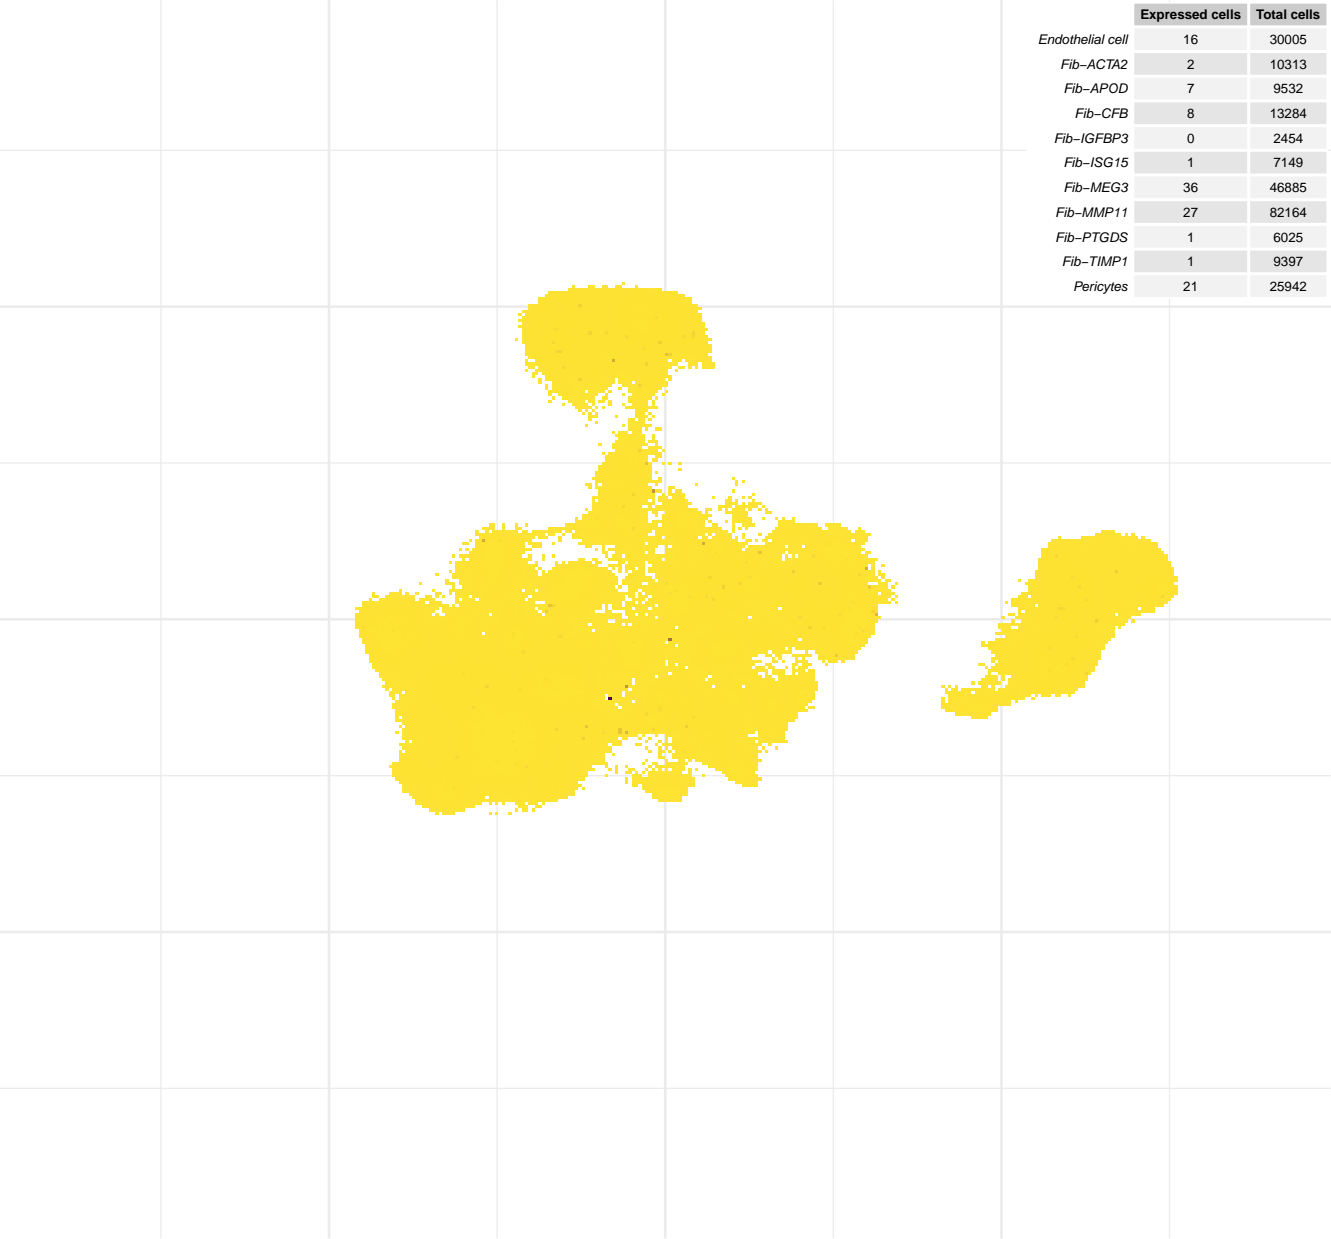 Expressed cells Total cells
Endothelial cell 16 30005
Fib−ACTA2 2 10313
Fib−APOD 7 9532
Fib−CFB 8 13284
Fib−IGFBP3 0 2454
Fib−ISG15 1 7149
Fib−MEG3 36 46885
Fib−MMP11 27 82164
Fib−PTGDS 1 6025
Fib−TIMP1 1 9397
Pericytes 21 25942